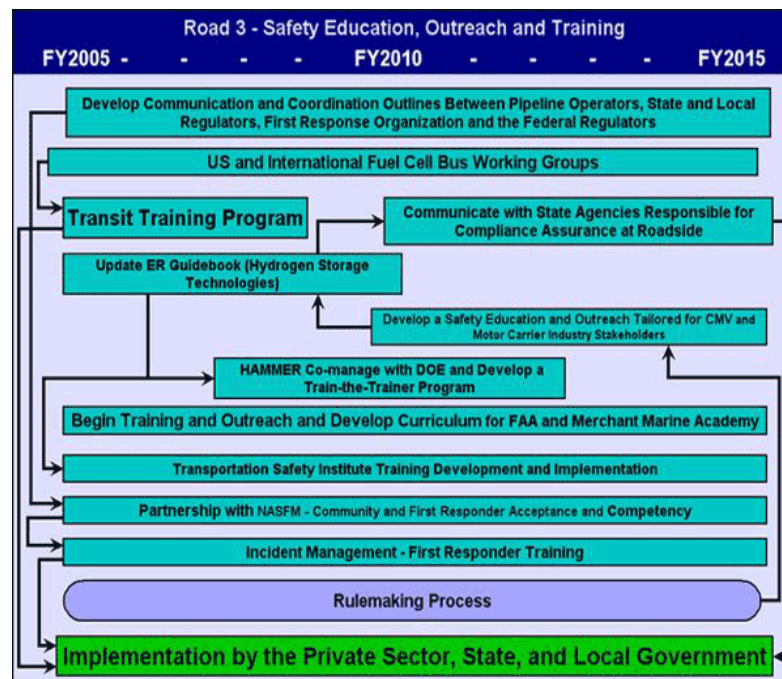 Road 3 - Safety Education, Outreach and Training
FY2005 - - - - FY2010 - - - - FY2015
Develop Communication and Coordination Outlines Between Pipeline Operators, State and Local
Regulators, First Response Organization and the Federal Regulators
US and International Fuel Cell Bus Working Groups
Transit Training Program
Communicate with State Agencies Responsible for
Compliance Assurance at Roadside
Update ER Guidebook (Hydrogen Storage
Technologies)
Develop a Safety Education and Outreach Tailored for CMV and
Motor Carrier Industry Stakeholders
HAMMER Co-manage with DOE and Develop a
Train-the-Trainer Program
Begin Training and Outreach and Develop Curriculum for FAA and Merchant Marine Academy
Transportation Safety Institute Training Development and Implementation
Partnership with NASFM - Community and First Responder Acceptance and Competency
Incident Management - First Responder Training
Rulemaking Process
Implementation by the Private Sector, State, and Local Government